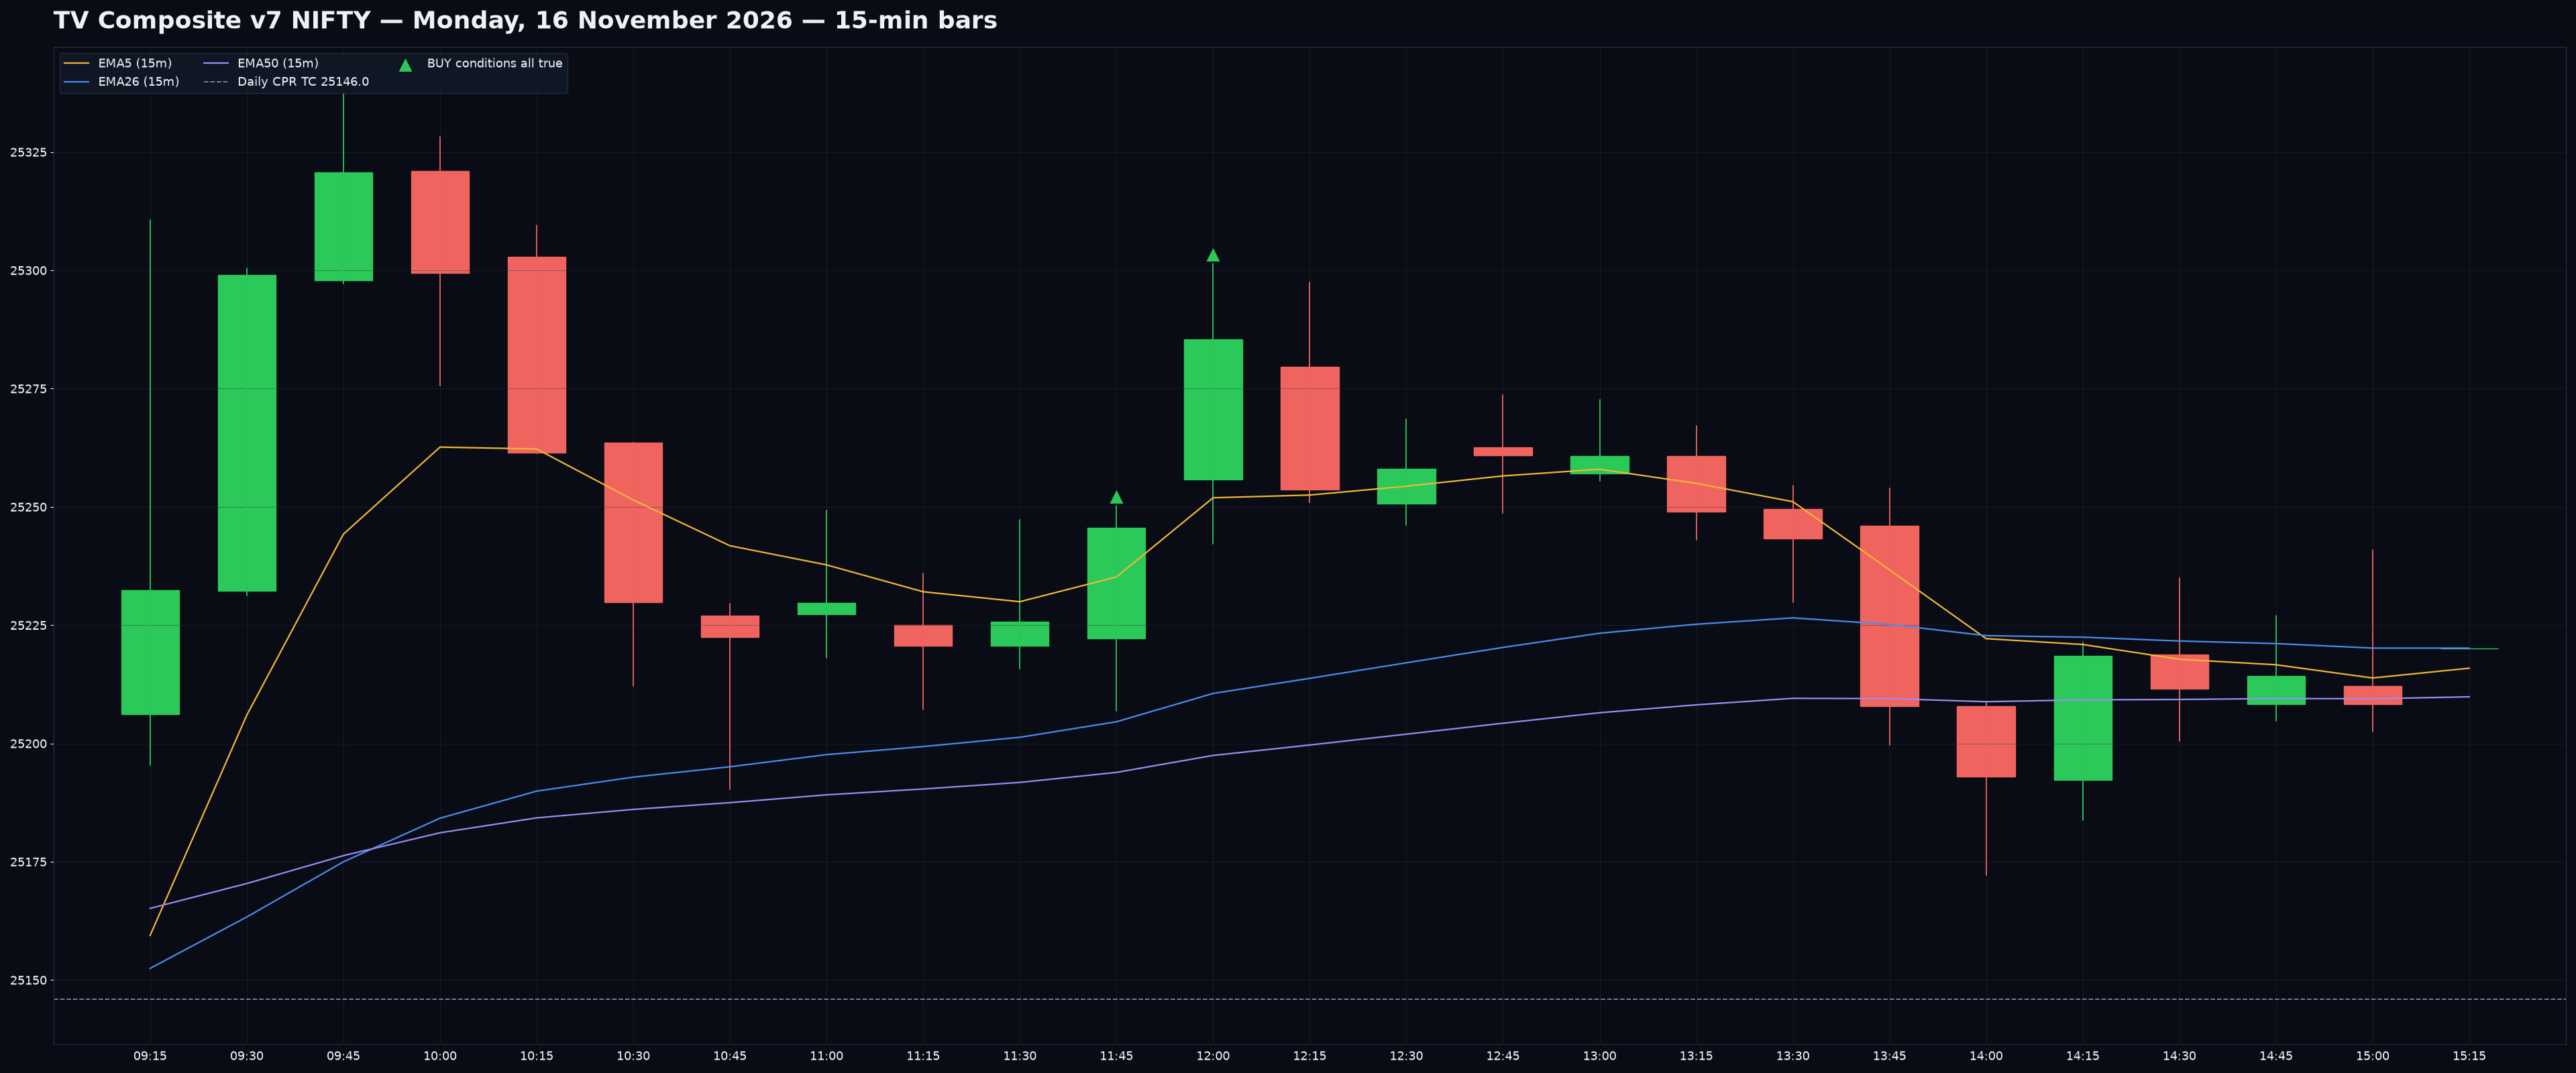 TV Composite v7 NIFTY — Monday, 16 November 2026 — 15-min bars
EMA5 (15m) EMA50 (15m) BUY conditions all true
EMA26 (15m) Daily CPR TC 25146.0
25325
25300
25275
25250
25225
25200
25175
25150
09:15 09:30 09:45 10:00 10:15 10:30 10:45 11:00 11:15 11:30 11:45 12:00 12:15 12:30 12:45 13:00 13:15 13:30 13:45 14:00 14:15 14:30 14:45 15:00 15:15